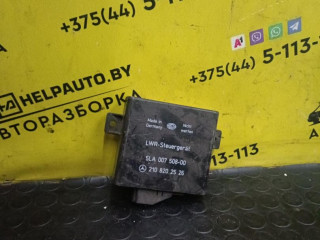 +375(44)
5-113-
HELPAUTO.BY
АВТОРАЗБОРКА
+375(44) 5-113-
Made in Germany
LWR-Steuergerät
5LA 007 508-00
210 820 25 26